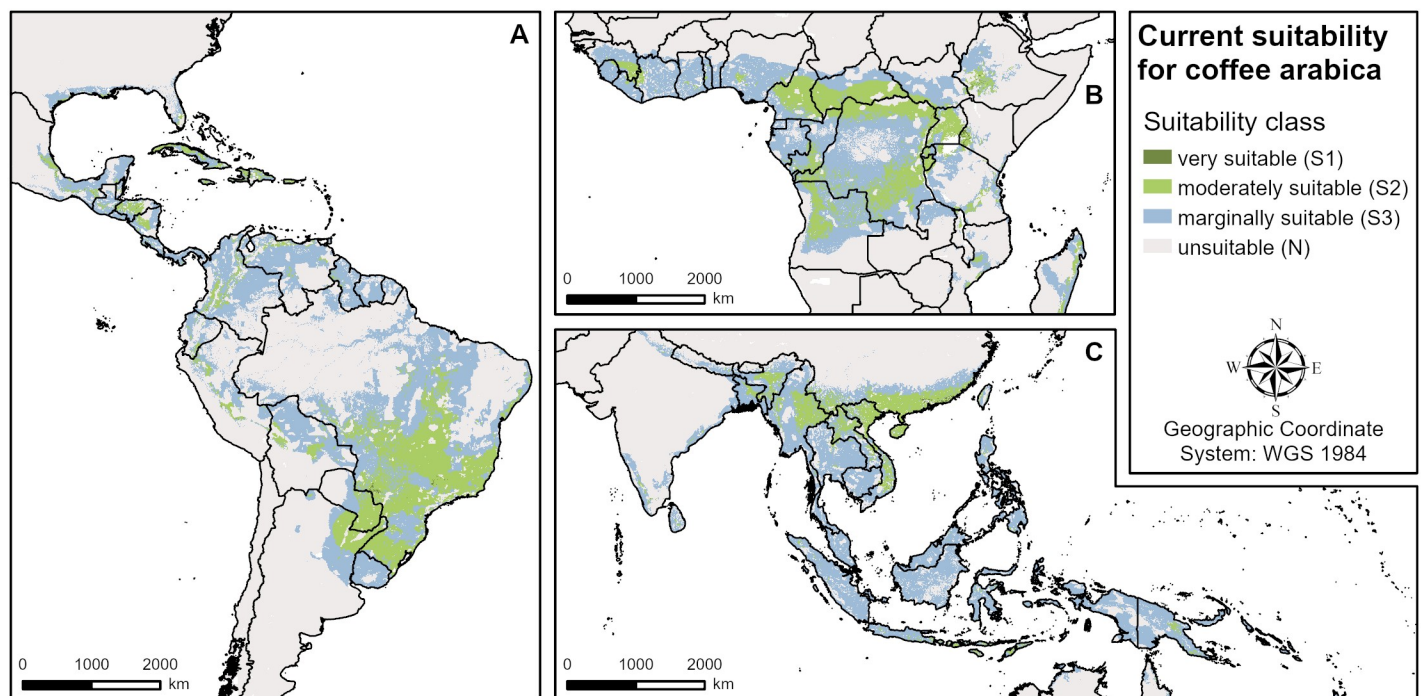 A
0 1000 2000
km
B
0 1000 2000
km
C
0 1000 2000
km
Current suitability
for coffee arabica
Suitability class
very suitable (S1)
moderately suitable (S2)
marginally suitable (S3)
unsuitable (N)
N
W E
S
Geographic Coordinate
System: WGS 1984